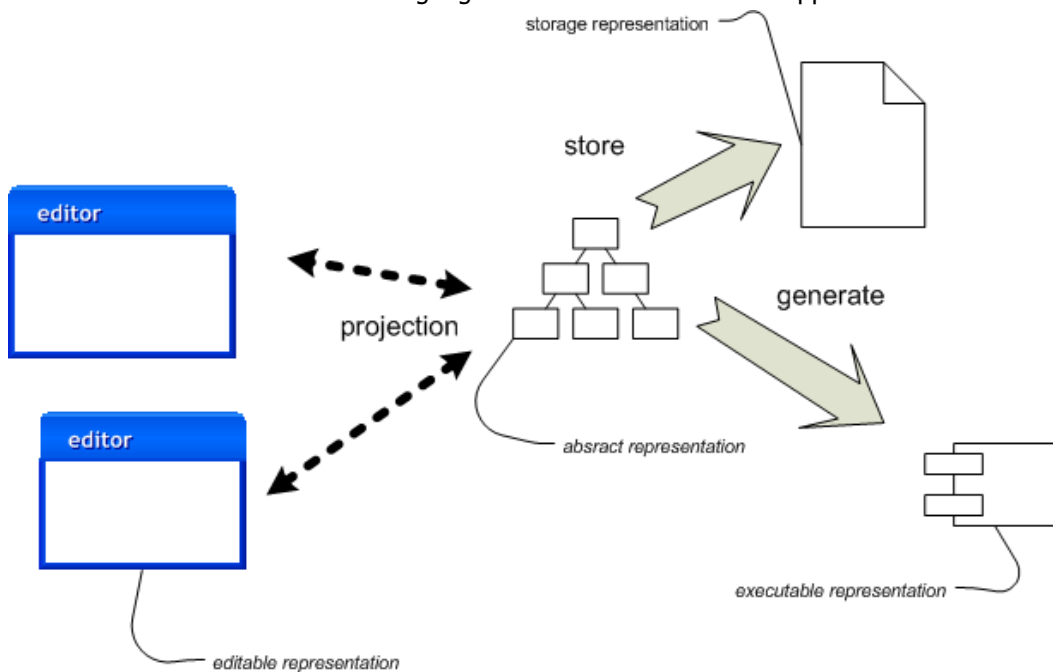 storage representation
store
editor
generate
projection
editor
absract representation
executable representation
editable representation